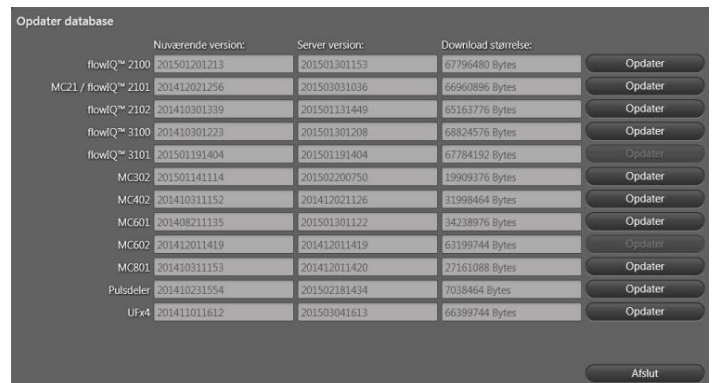 Opdater database
Nuværende version: Server version: Download størrelse:
flowIQ™ 2100 201501201213 201501301153 67796480 Bytes Opdater
MC21 / flowIQ™ 2101 201412021256 201503031036 66960896 Bytes Opdater
flowIQ™ 2102 201410301339 201501131449 65163776 Bytes Opdater
flowIQ™ 3100 201410301223 201501301208 68824576 Bytes Opdater
flowIQ™ 3101 201501191404 201501191404 67784192 Bytes Opdater
MC302 201501141114 201502200750 19909376 Bytes Opdater
MC402 201410311152 201412021126 31998464 Bytes Opdater
MC601 201408211135 201501301122 34238976 Bytes Opdater
MC602 201412011419 201412011419 63199744 Bytes Opdater
MC801 201410311153 201412011420 27161088 Bytes Opdater
Pulsdeler 201410231554 201502181434 7038464 Bytes Opdater
UFx4 201411011612 201503041613 66399744 Bytes Opdater
Afslut